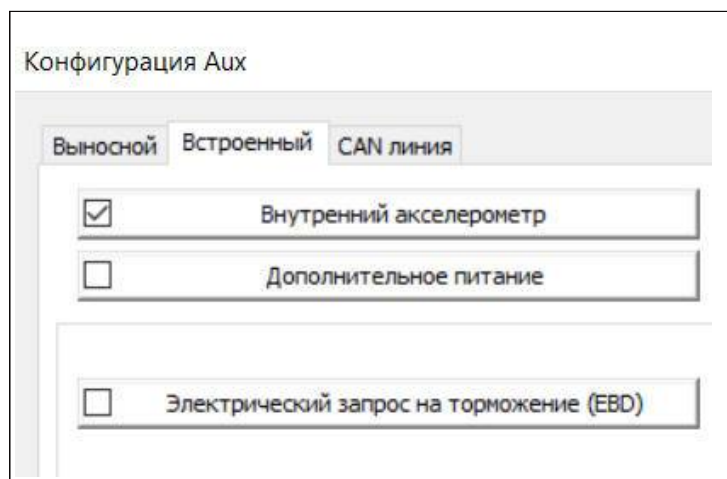 Конфигурация Aux
Выносной Встроенный CAN линия
Внутренний акселерометр
Дополнительное питание
Электрический запрос на торможение (EBD)